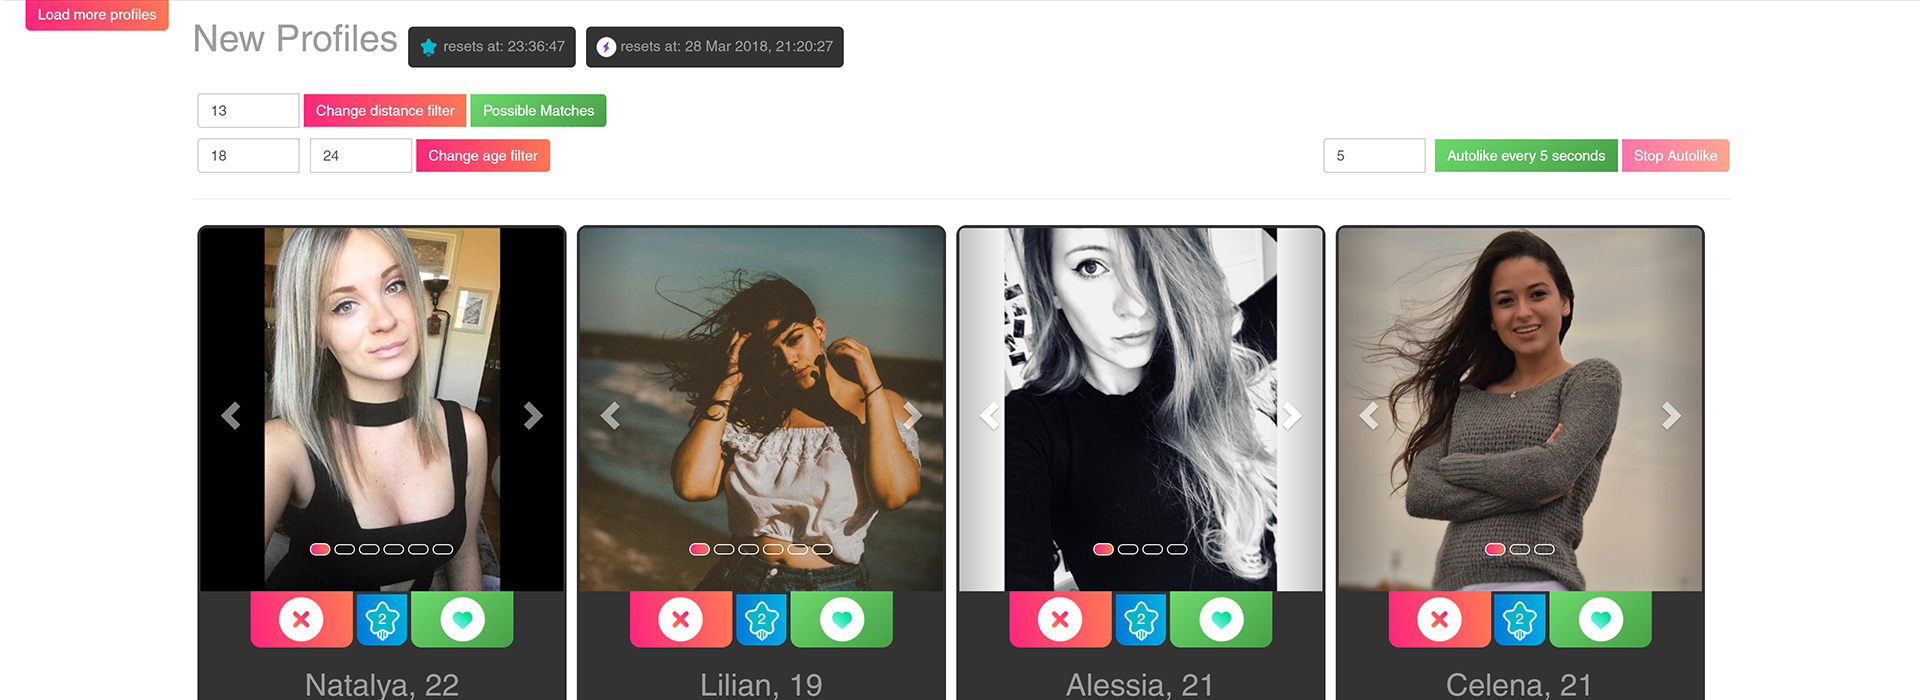 Load more profiles
New Profiles resets at: 23:36:47 resets at: 28 Mar 2018, 21:20:27
13 Change distance filter Possible Matches
18 24 Change age filter 5 Autolike every 5 seconds Stop Autolike
2 2 2 2
Natalya, 22 Lilian, 19 Alessia, 21 Celena, 21